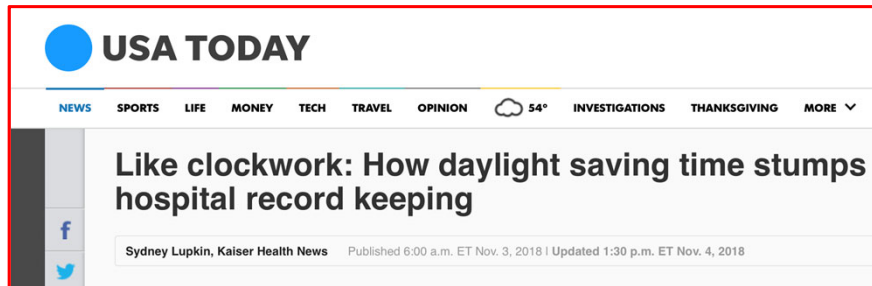 USA TODAY
NEWS SPORTS LIFE MONEY TECH TRAVEL OPINION 54° INVESTIGATIONS THANKSGIVING MORE
Like clockwork: How daylight saving time stumps
hospital record keeping
f
Sydney Lupkin, Kaiser Health News Published 6:00 a.m. ET Nov. 3, 2018 | Updated 1:30 p.m. ET Nov. 4, 2018